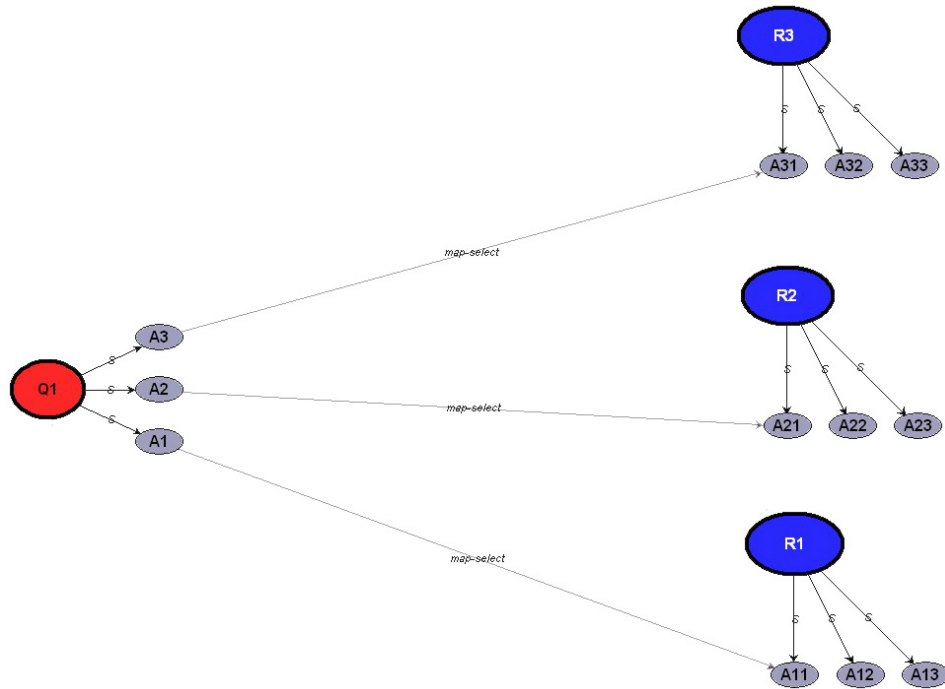 R3
S
S
S
A31
A32
A33
map-select
R2
A3
S
S
S
S
Q1
S
A2
map-select
S
A1
A21
A22
A23
R1
map-select
S
S
S
A11
A12
A13